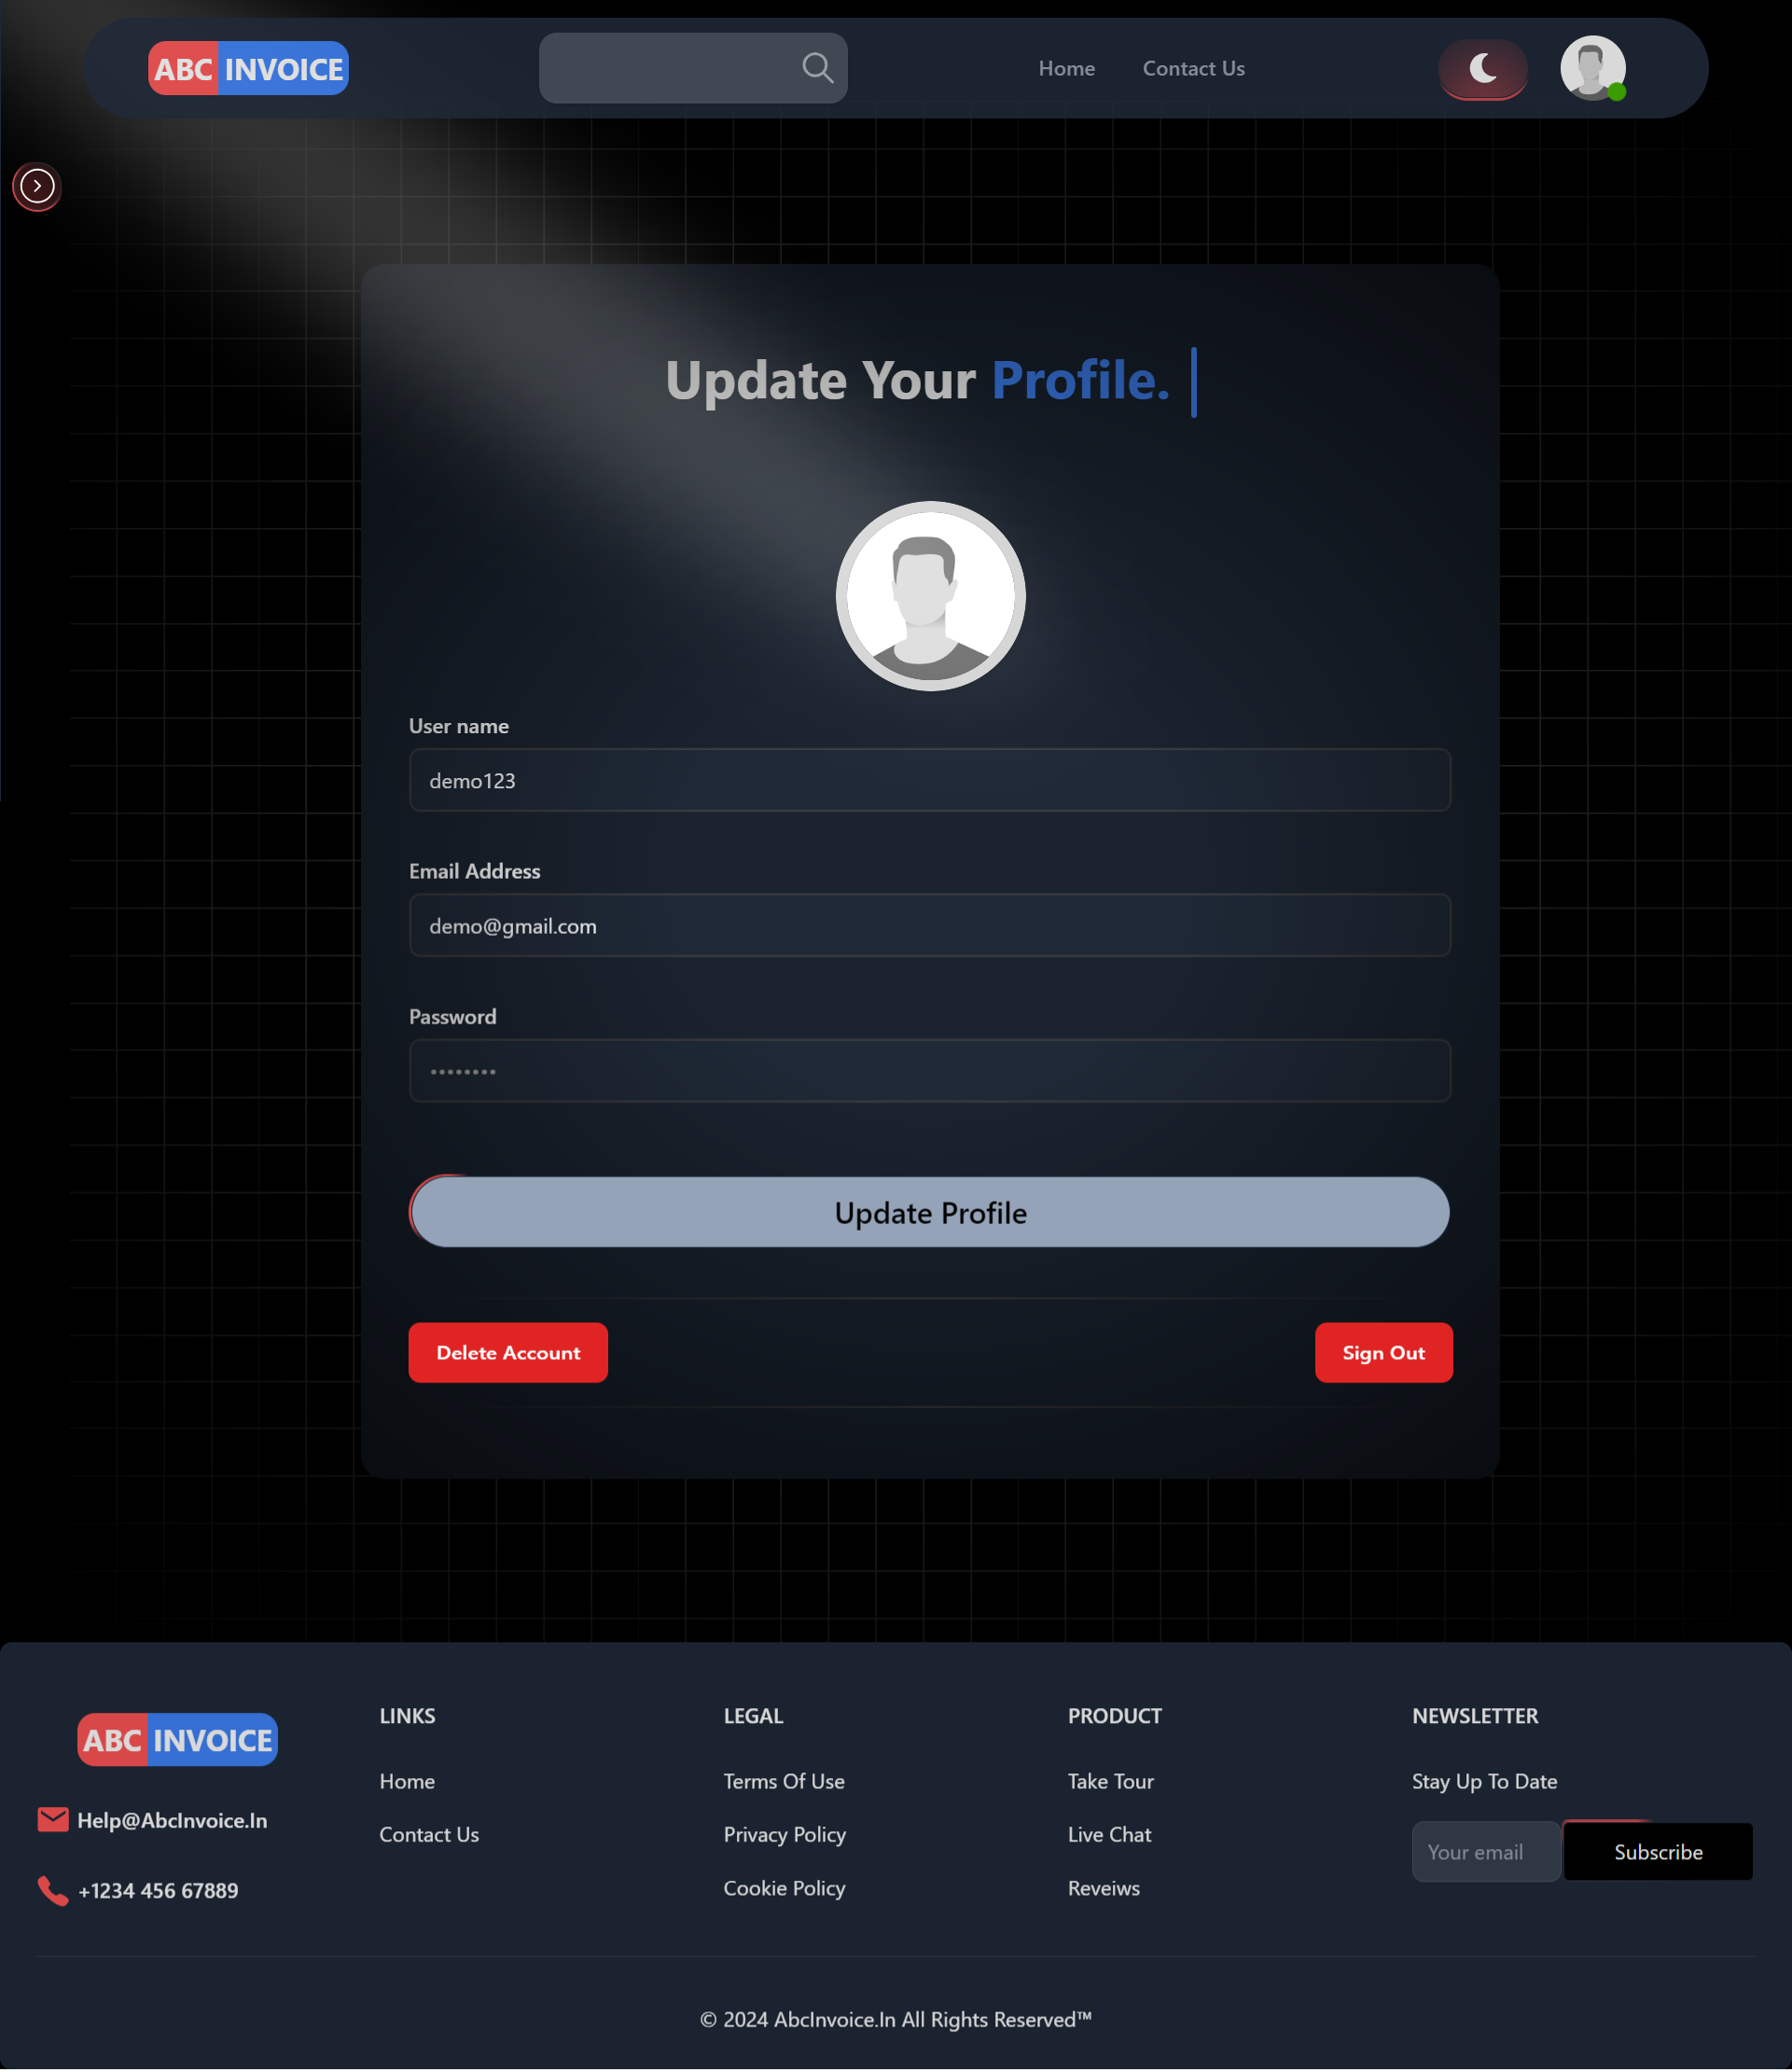 ABC INVOICE
Home
Contact Us
Update Your Profile.
User name
demo123
Email Address
demo@gmail.com
Password
••••••••
Update Profile
Delete Account
Sign Out
ABC INVOICE
Help@AbcInvoice.In
+1234 456 67889
LINKS
Home
Contact Us
LEGAL
Terms Of Use
Privacy Policy
Cookie Policy
PRODUCT
Take Tour
Live Chat
Reveiws
NEWSLETTER
Stay Up To Date
Your email
Subscribe
© 2024 AbcInvoice.In All Rights Reserved™